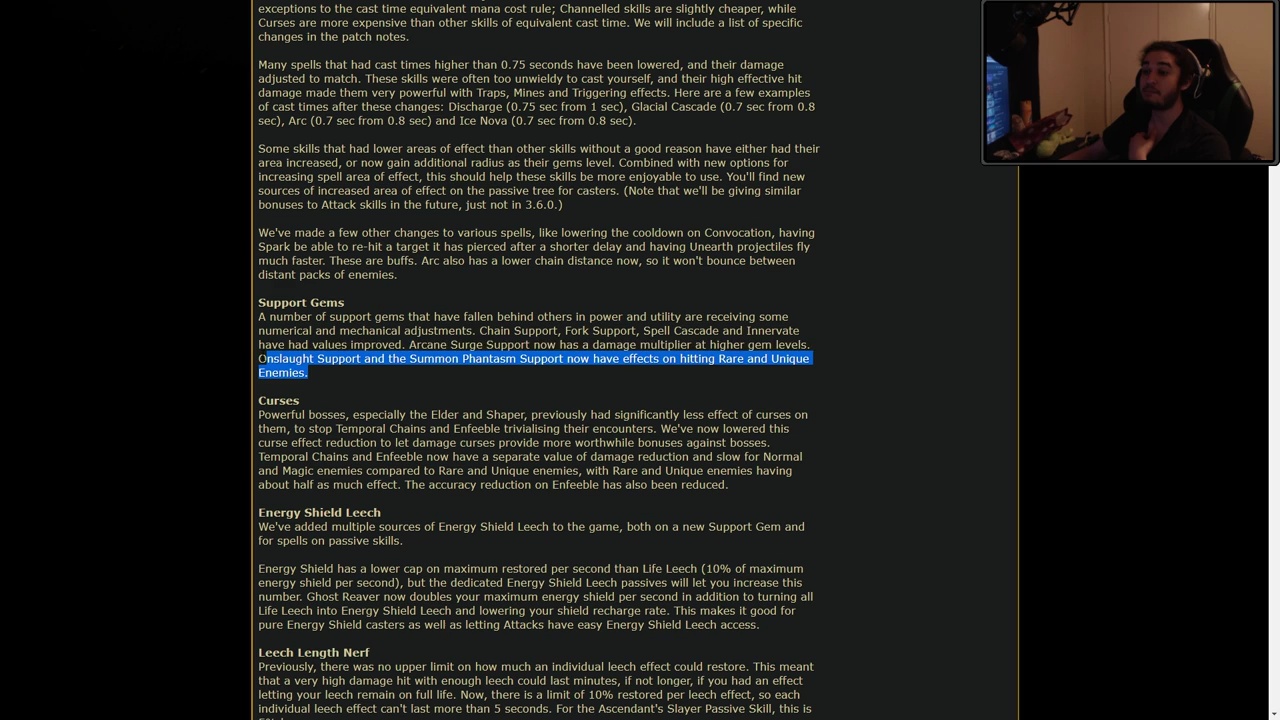 exceptions to the cast time equivalent mana cost rule; Channelled skills are slightly cheaper, while
Curses are more expensive than other skills of equivalent cast time. We will include a list of specific
changes in the patch notes.
Many spells that had cast times higher than 0.75 seconds have been lowered, and their damage
adjusted to match. These skills were often too unwieldy to cast yourself, and their high effective hit
damage made them very powerful with Traps, Mines and Triggering effects. Here are a few examples
of cast times after these changes: Discharge (0.75 sec from 1 sec), Glacial Cascade (0.7 sec from 0.8
sec), Arc (0.7 sec from 0.8 sec) and Ice Nova (0.7 sec from 0.8 sec).
Some skills that had lower areas of effect than other skills without a good reason have either had their
area increased, or now gain additional radius as their gems level. Combined with new options for
increasing spell area of effect, this should help these skills be more enjoyable to use. You'll find new
sources of increased area of effect on the passive tree for casters. (Note that we'll be giving similar
bonuses to Attack skills in the future, just not in 3.6.0.)
We've made a few other changes to various spells, like lowering the cooldown on Convocation, having
Spark be able to re-hit a target it has pierced after a shorter delay and having Unearth projectiles fly
much faster. These are buffs. Arc also has a lower chain distance now, so it won't bounce between
distant packs of enemies.
Support Gems
A number of support gems that have fallen behind others in power and utility are receiving some
numerical and mechanical adjustments. Chain Support, Fork Support, Spell Cascade and Innervate
have had values improved. Arcane Surge Support now has a damage multiplier at higher gem levels.
Onslaught Support and the Summon Phantasm Support now have effects on hitting Rare and Unique
Enemies.
Curses
Powerful bosses, especially the Elder and Shaper, previously had significantly less effect of curses on
them, to stop Temporal Chains and Enfeeble trivialising their encounters. We've now lowered this
curse effect reduction to let damage curses provide more worthwhile bonuses against bosses.
Temporal Chains and Enfeeble now have a separate value of damage reduction and slow for Normal
and Magic enemies compared to Rare and Unique enemies, with Rare and Unique enemies having
about half as much effect. The accuracy reduction on Enfeeble has also been reduced.
Energy Shield Leech
We've added multiple sources of Energy Shield Leech to the game, both on a new Support Gem and
for spells on passive skills.
Energy Shield has a lower cap on maximum restored per second than Life Leech (10% of maximum
energy shield per second), but the dedicated Energy Shield Leech passives will let you increase this
number. Ghost Reaver now doubles your maximum energy shield per second in addition to turning all
Life Leech into Energy Shield Leech and lowering your shield recharge rate. This makes it good for
pure Energy Shield casters as well as letting Attacks have easy Energy Shield Leech access.
Leech Length Nerf
Previously, there was no upper limit on how much an individual leech effect could restore. This meant
that a very high damage hit with enough leech could last minutes, if not longer, if you had an effect
letting your leech remain on full life. Now, there is a limit of 10% restored per leech effect, so each
individual leech effect can't last more than 5 seconds. For the Ascendant's Slayer Passive Skill, this is